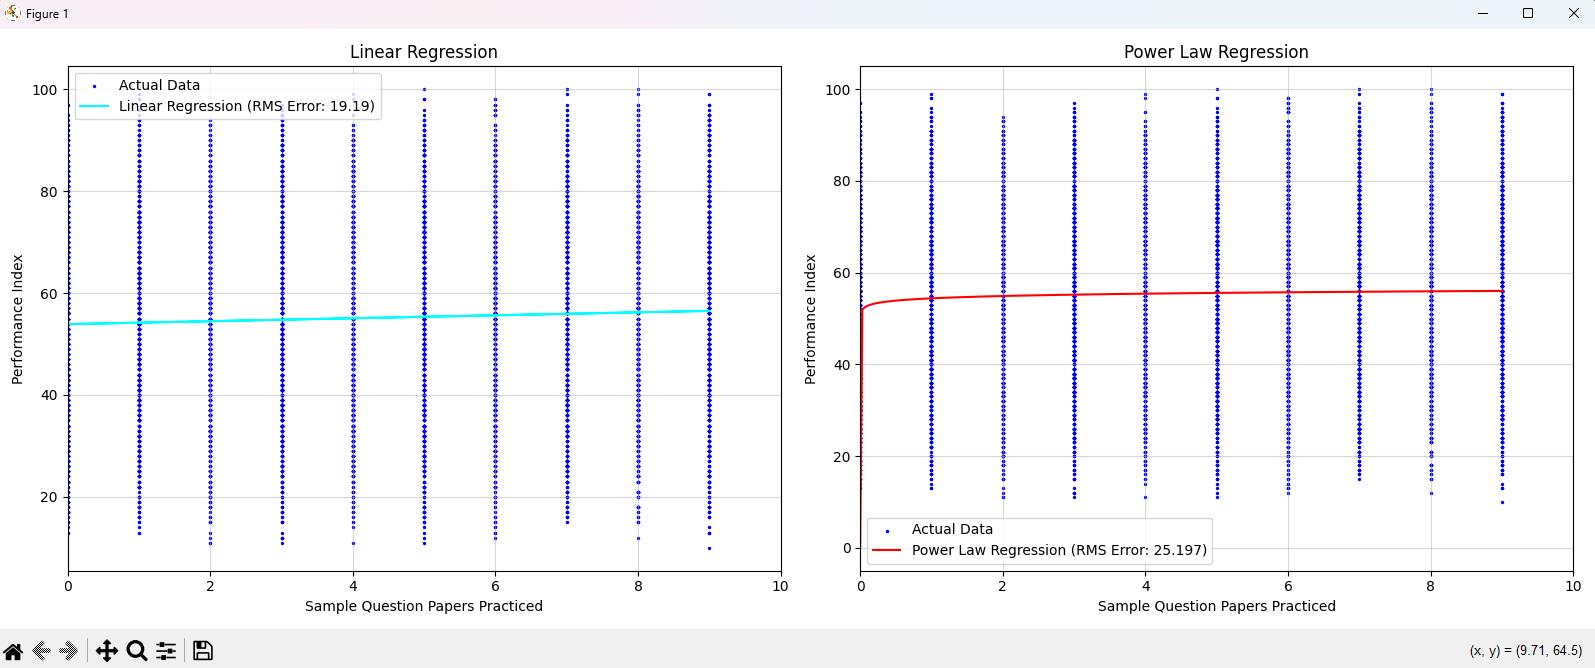 Figure 1
Linear Regression
Actual Data
Linear Regression (RMS Error: 19.19)
100
80
60
40
20
Performance Index
0 2 4 6 8 10
Sample Question Papers Practiced
Power Law Regression
100
80
60
40
20
0
Performance Index
Actual Data
Power Law Regression (RMS Error: 25.197)
0 2 4 6 8 10
Sample Question Papers Practiced
(x, y) = (9.71, 64.5)